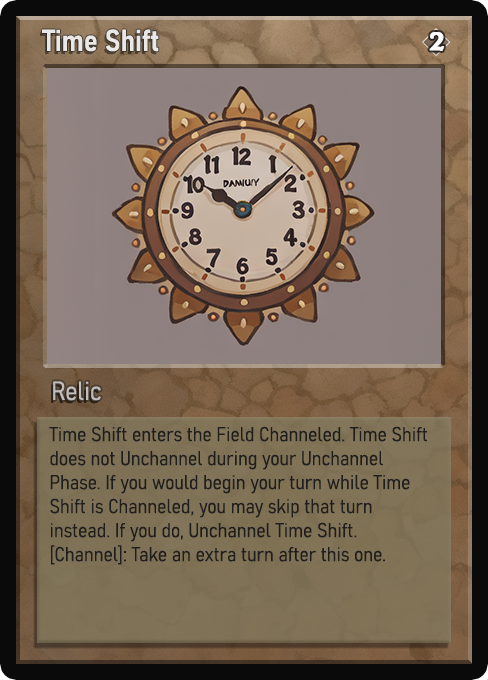 Time Shift
2
12
11
1
10
2
9
3
8
4
7
5
6
Relic
Time Shift enters the Field Channeled. Time Shift
does not Unchannel during your Unchannel
Phase. If you would begin your turn while Time
Shift is Channeled, you may skip that turn
instead. If you do, Unchannel Time Shift.
[Channel]: Take an extra turn after this one.